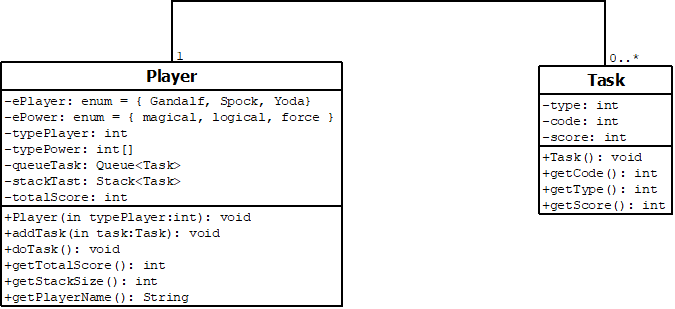 1
0..*
Player
-ePlayer: enum = { Gandalf, Spock, Yoda}
-ePower: enum = { magical, logical, force }
-typePlayer: int
-typePower: int[]
-queueTask: Queue<Task>
-stackTast: Stack<Task>
-totalScore: int
+Player(in typePlayer:int): void
+addTask(in task:Task): void
+doTask(): void
+getTotalScore(): int
+getStackSize(): int
+getPlayerName(): String
Task
-type: int
-code: int
-score: int
+Task(): void
+getCode(): int
+getType(): int
+getScore(): int